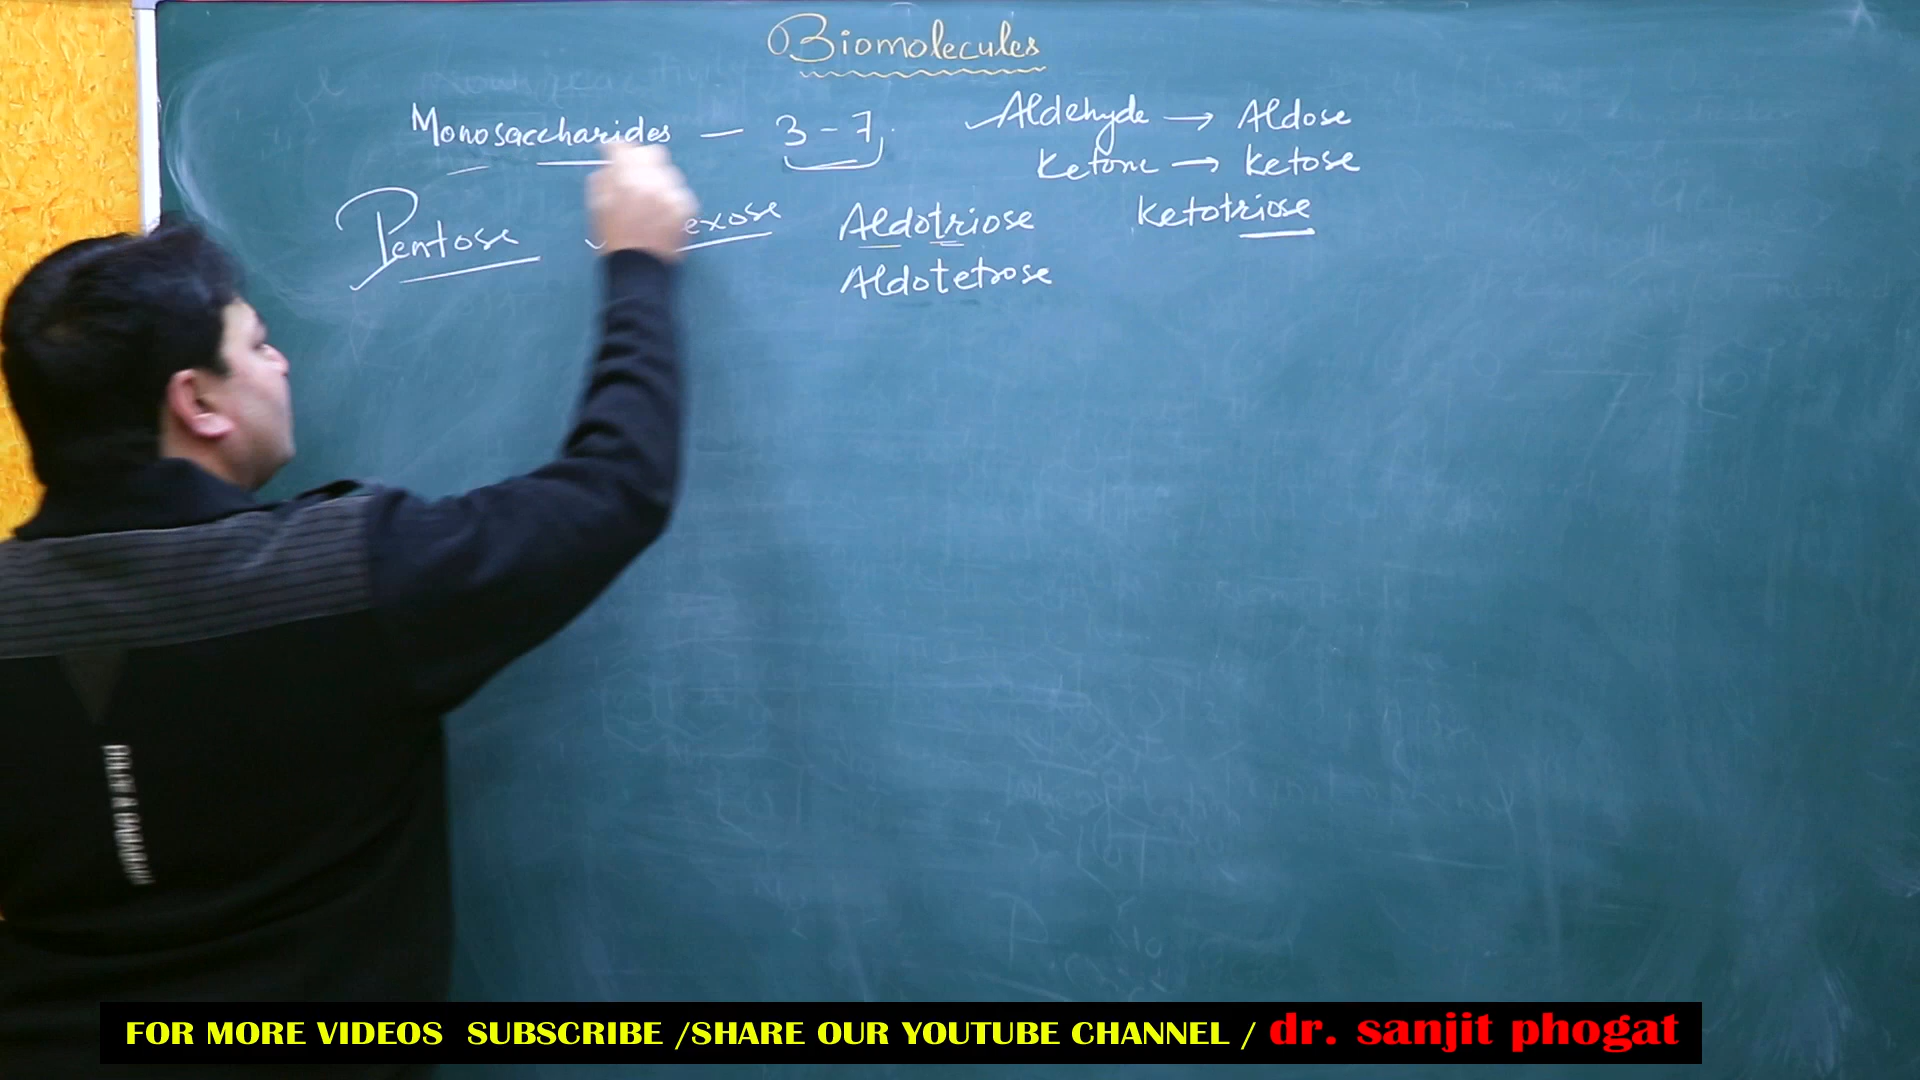 Biomolecules
Monosaccharides — 3 - 7
Aldehyde → Aldose
Ketone → Ketose
Pentose exose Aldotriose Ketotriose
Aldotetrose
FOR MORE VIDEOS SUBSCRIBE /SHARE OUR YOUTUBE CHANNEL / dr. sanjit phogat